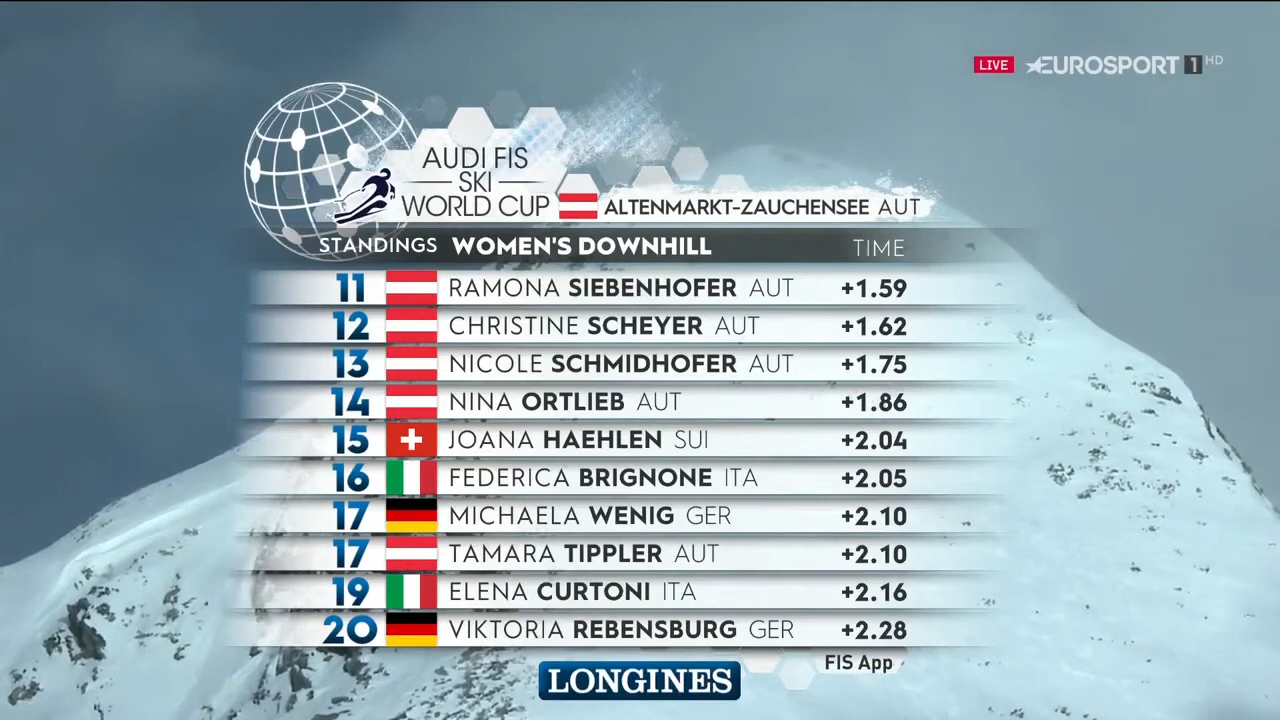 LIVE EUROSPORT 1 HD
AUDI FIS
SKI
WORLD CUP
ALTENMARKT-ZAUCHENSEE AUT
STANDINGS WOMEN'S DOWNHILL TIME
11 RAMONA SIEBENHOFER AUT +1.59
12 CHRISTINE SCHEYER AUT +1.62
13 NICOLE SCHMIDHOFER AUT +1.75
14 NINA ORTLIEB AUT +1.86
15 JOANA HAEHLEN SUI +2.04
16 FEDERICA BRIGNONE ITA +2.05
17 MICHAELA WENIG GER +2.10
17 TAMARA TIPPLER AUT +2.10
19 ELENA CURTONI ITA +2.16
20 VIKTORIA REBENSBURG GER +2.28
FIS App
LONGINES